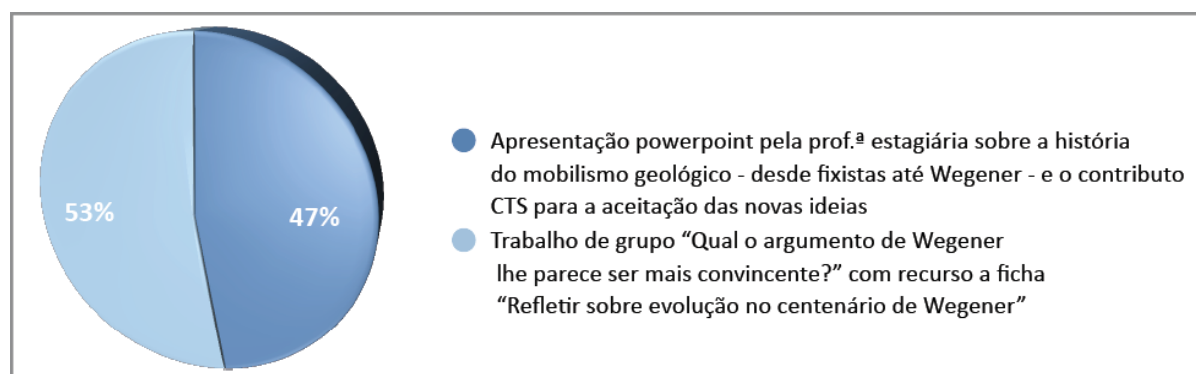 53%
47%
Apresentação powerpoint pela prof.ª estagiária sobre a história
do mobilismo geológico - desde fixistas até Wegener - e o contributo
CTS para a aceitação das novas ideias
Trabalho de grupo “Qual o argumento de Wegener
lhe parece ser mais convincente?” com recurso a ficha
“Refletir sobre evolução no centenário de Wegener”